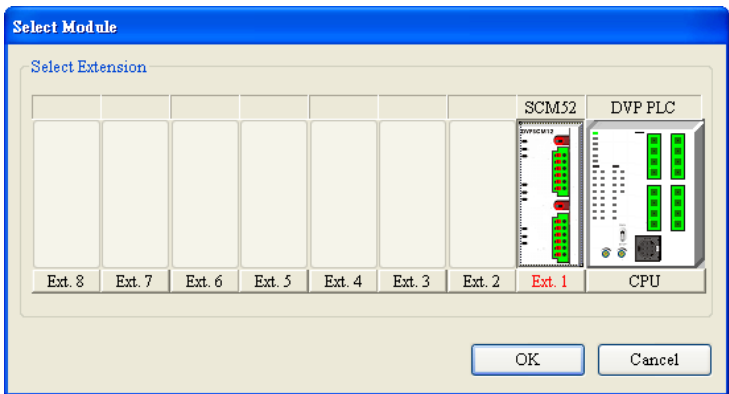 Select Module
Select Extension
SCM52 DVP PLC
DVPSCM12
Ext. 8 Ext. 7 Ext. 6 Ext. 5 Ext. 4 Ext. 3 Ext. 2 Ext. 1 CPU
OK Cancel